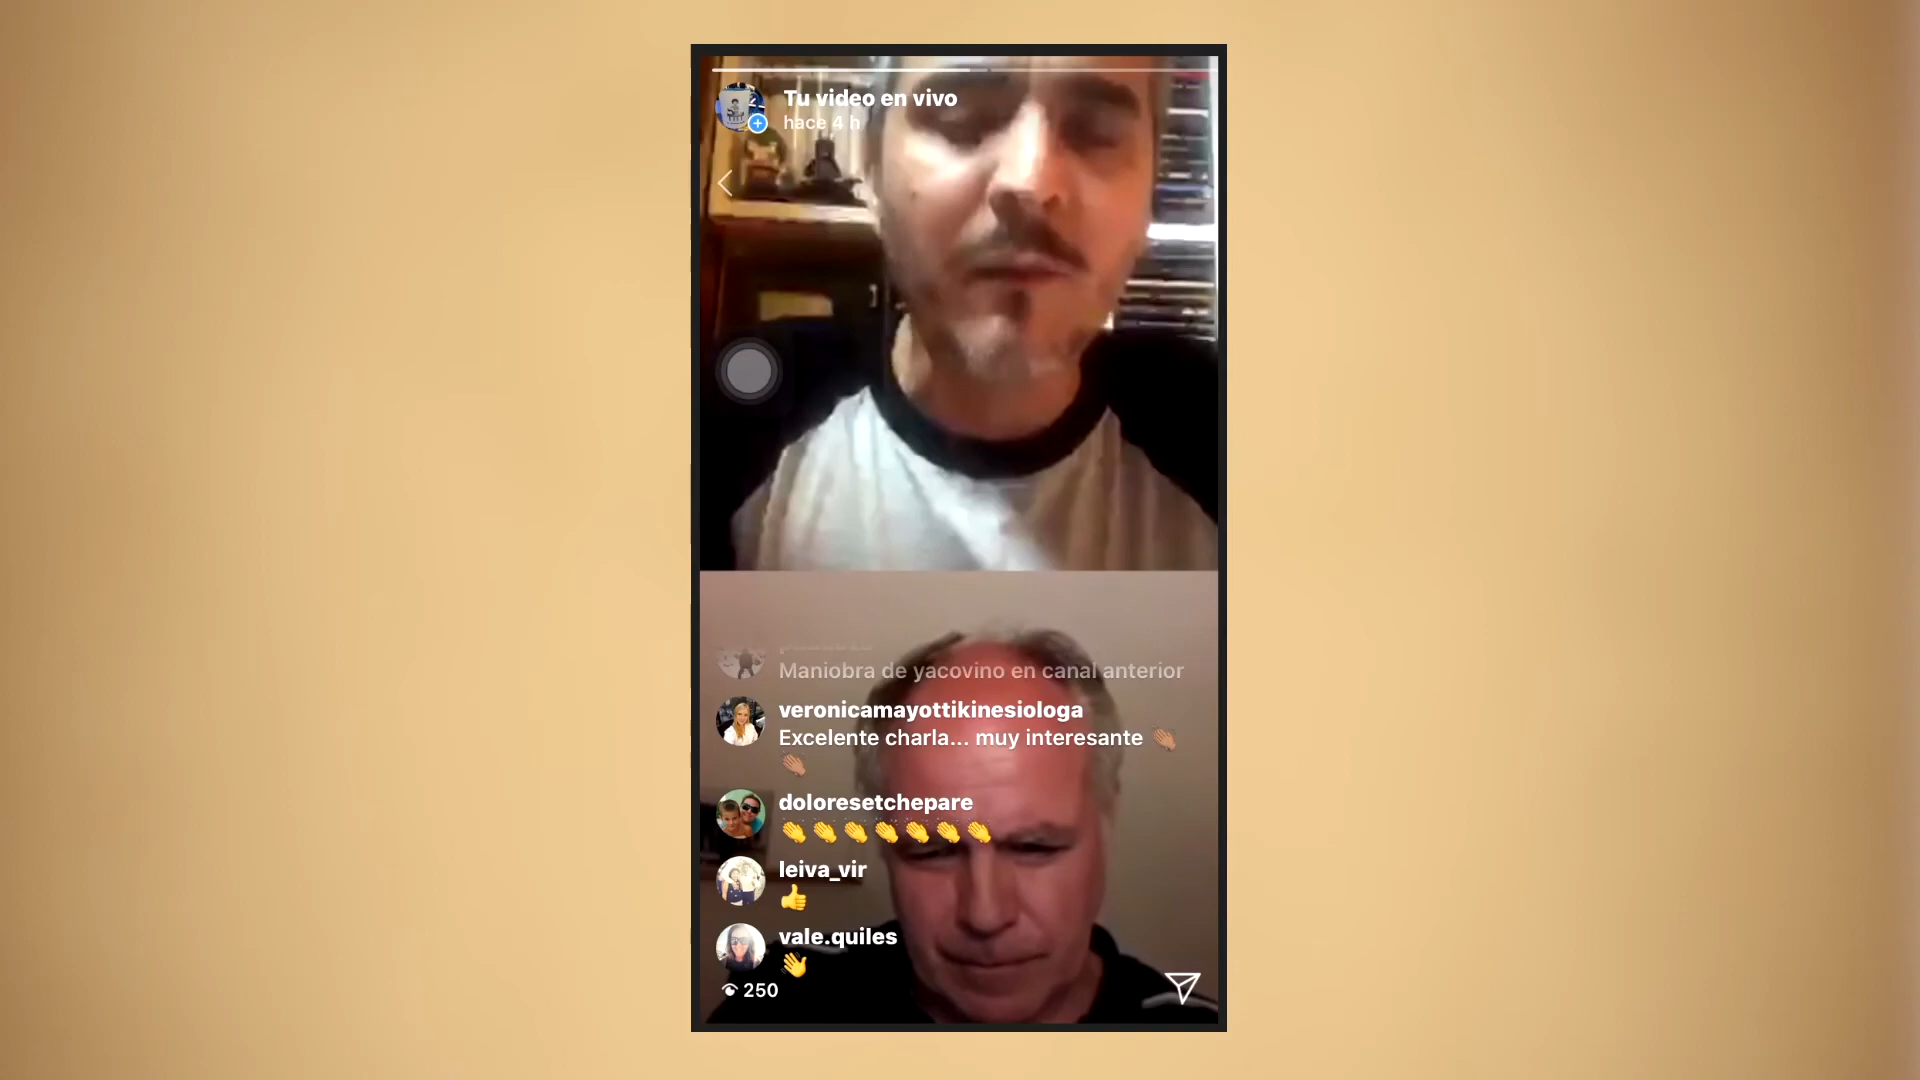 Tu video en vivo
hace 4 h
Maniobra de yacovino en canal anterior
veronicamayottikinesiologa
Excelente charla... muy interesante 👏🏽
👏🏽
doloresetchepare
👏👏👏👏👏👏👏
leiva_vir
👍
vale.quiles
👋
250